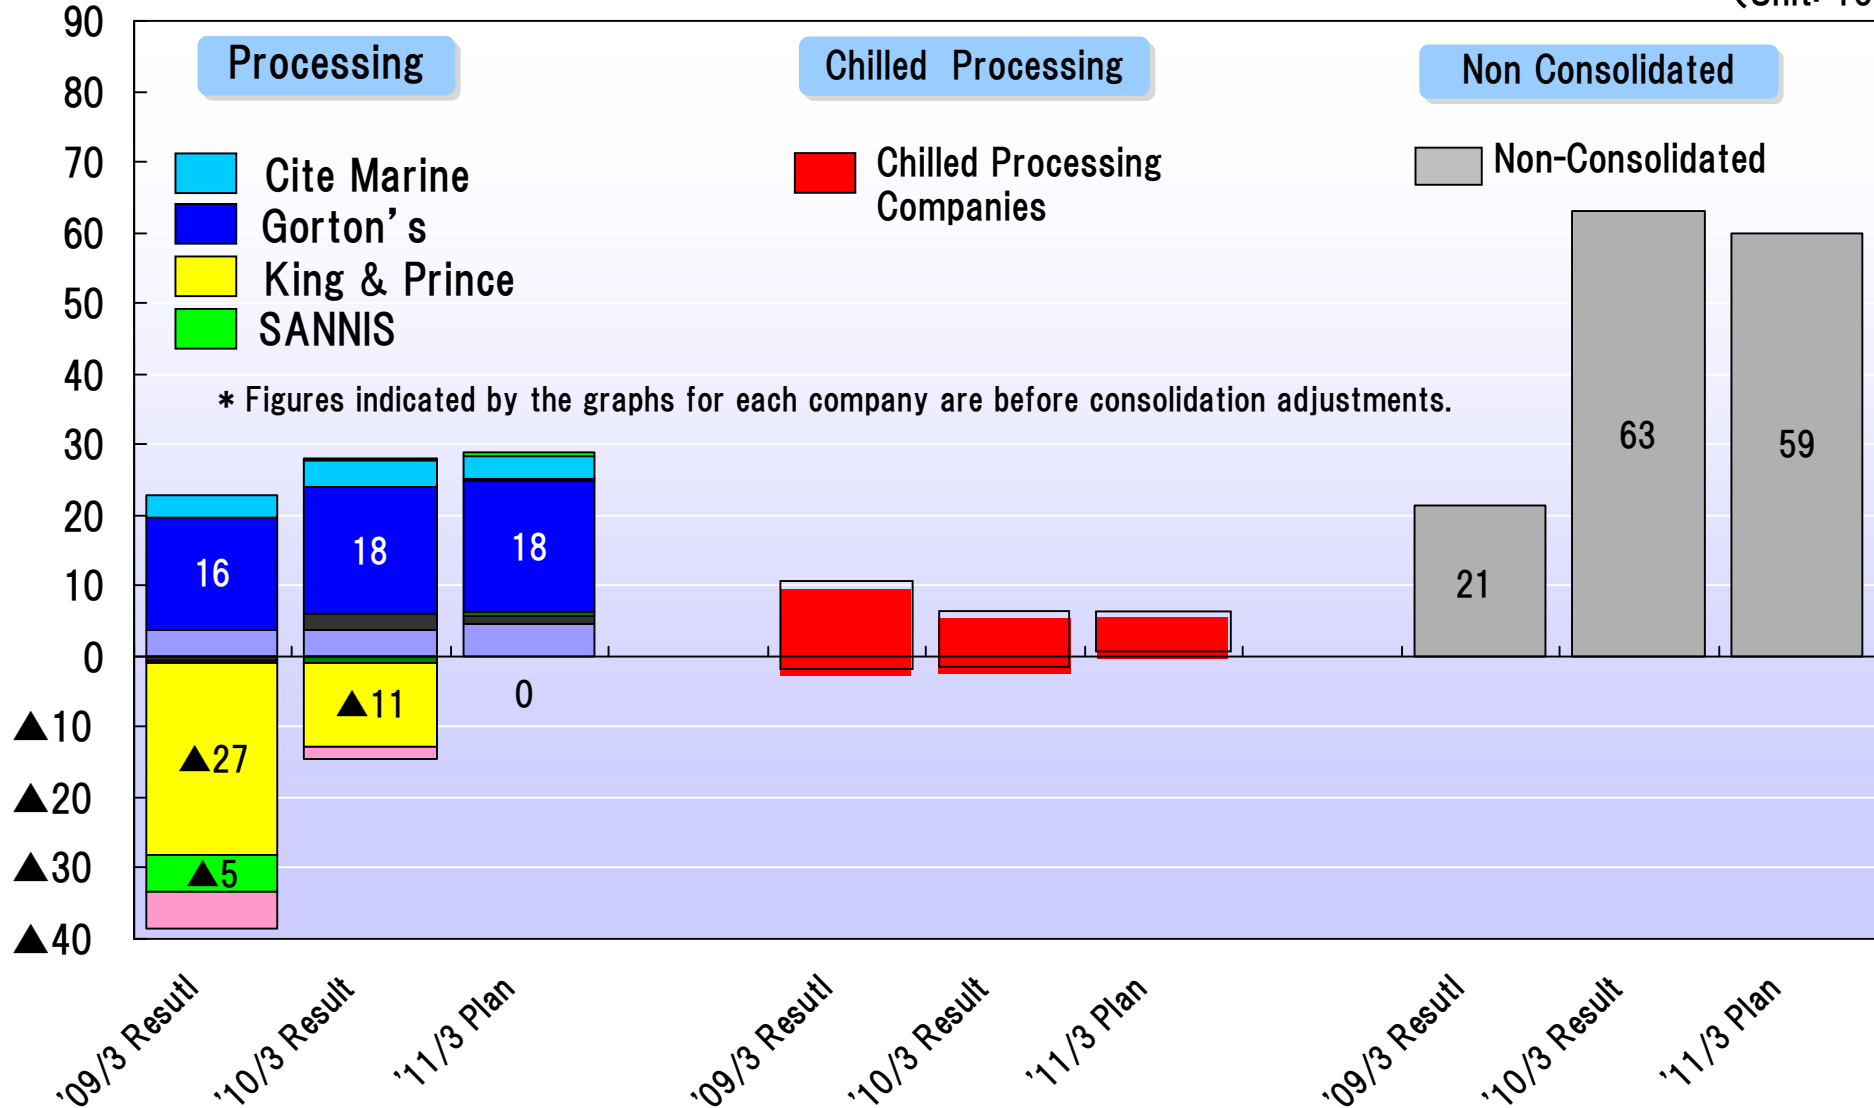 (Unit: 10
90
80
70
60
50
40
30
20
10
0
▲10
▲20
▲30
▲40
Processing
Cite Marine
Gorton's
King & Prince
SANNIS
Chilled Processing
Chilled Processing
Companies
Non Consolidated
Non-Consolidated
* Figures indicated by the graphs for each company are before consolidation adjustments.
16
18
18
▲27
▲11
0
▲5
21
63
59
'09/3 Resutl
'10/3 Result
'11/3 Plan
'09/3 Resutl
'10/3 Result
'11/3 Plan
'09/3 Resutl
'10/3 Result
'11/3 Plan